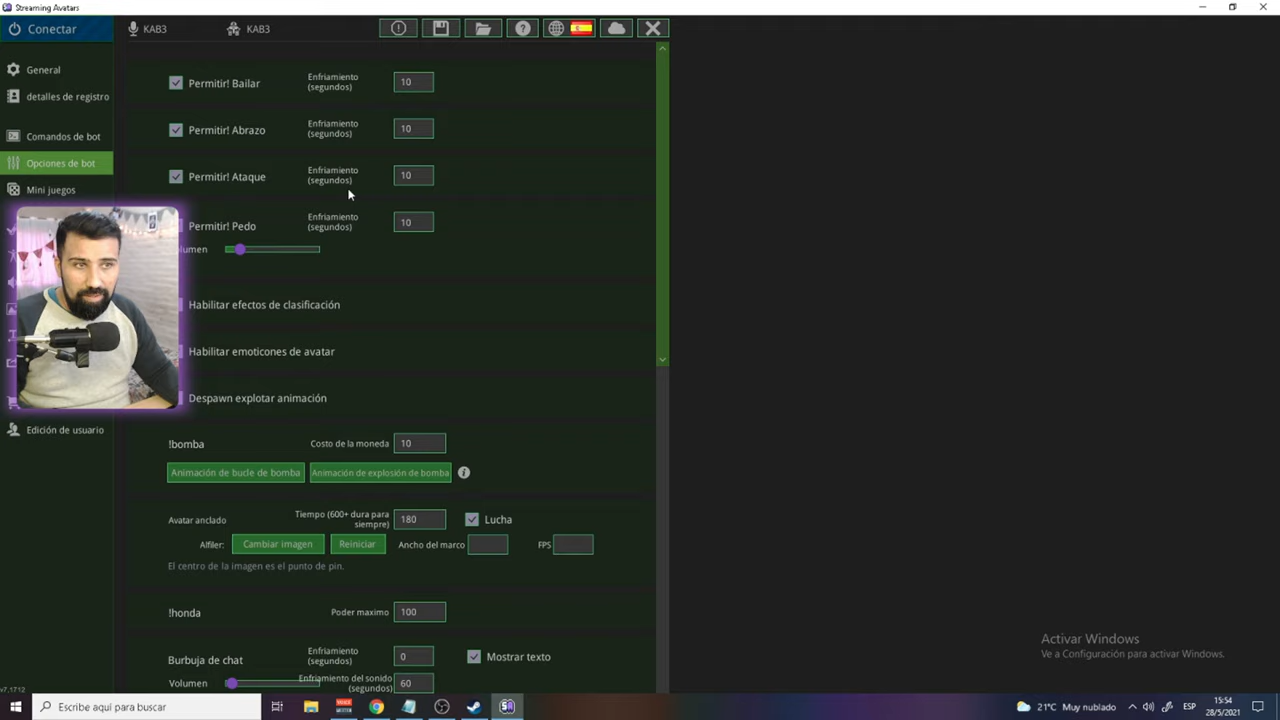 Streaming Avatars
Conectar
KAB3
KAB3
General
detalles de registro
Comandos de bot
Opciones de bot
Mini juegos
Edición de usuario
Permitir! Bailar
Enfriamiento
(segundos)
10
Permitir! Abrazo
Enfriamiento
(segundos)
10
Permitir! Ataque
Enfriamiento
(segundos)
10
Permitir! Pedo
Enfriamiento
(segundos)
10
Habilitar efectos de clasificación
Habilitar emoticones de avatar
Despawn explotar animación
!bomba
Costo de la moneda
10
Animación de bucle de bomba
Animación de explosión de bomba
Avatar anclado
Tiempo (600+ dura para
siempre)
180
Lucha
Alfiler:
Cambiar imagen
Reiniciar
Ancho del marco
FPS
El centro de la imagen es el punto de pin.
!honda
Poder maximo
100
Burbuja de chat
Enfriamiento
(segundos)
0
Mostrar texto
Volumen
Enfriamiento del sonido
(segundos)
60
Activar Windows
Ve a Configuración para activar Windows.
v7.1712
Escribe aquí para buscar
21°C Muy nublado
ESP
15:54
28/5/2021